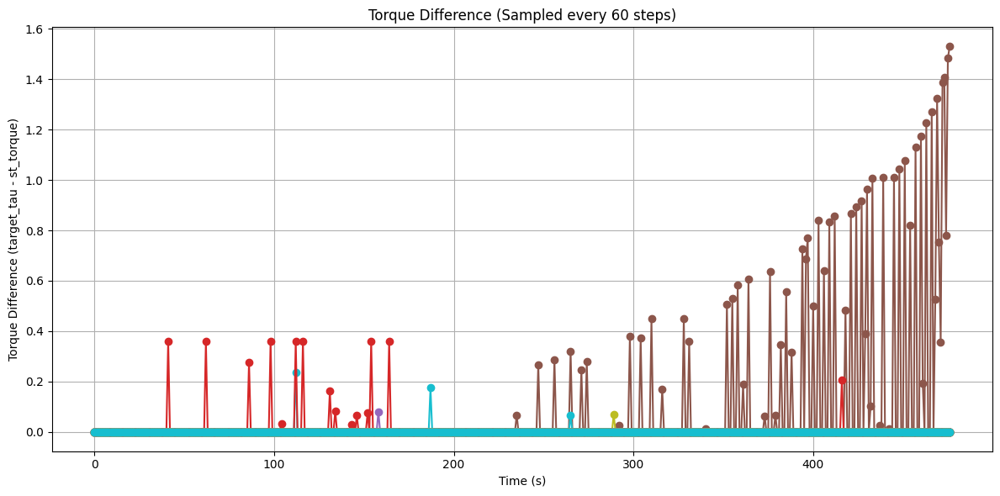 Torque Difference (Sampled every 60 steps)
Torque Difference (target_tau - st_torque)
1.6
1.4
1.2
1.0
0.8
0.6
0.4
0.2
0.0
0 100 200 300 400
Time (s)